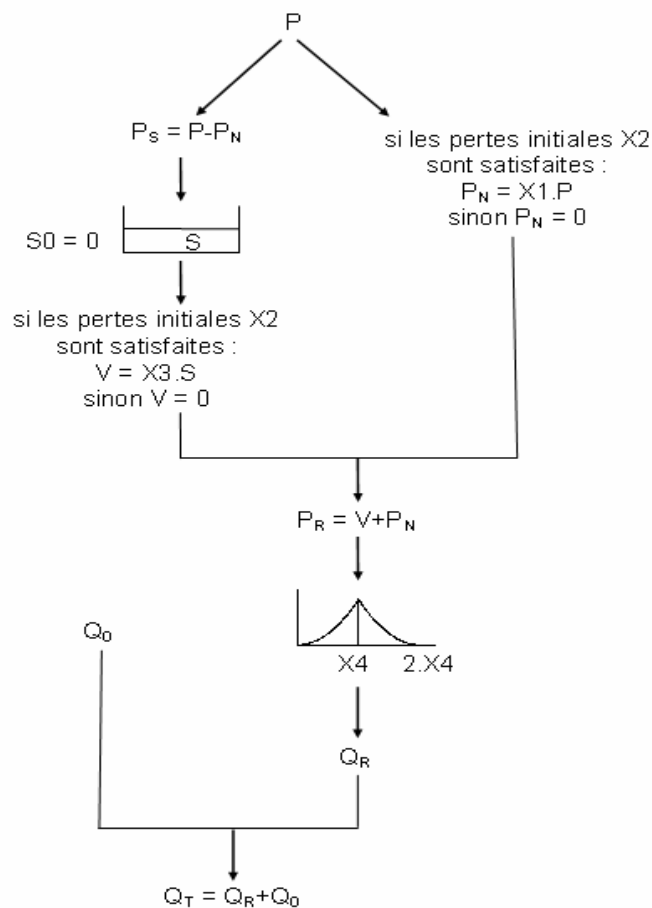 P
P_S = P-P_N
si les pertes initiales X2
sont satisfaites :
P_N = X1.P
sinon P_N = 0
S0 = 0
S
si les pertes initiales X2
sont satisfaites :
V = X3.S
sinon V = 0
P_R = V+P_N
Q_0
X4 2.X4
Q_R
Q_T = Q_R+Q_0